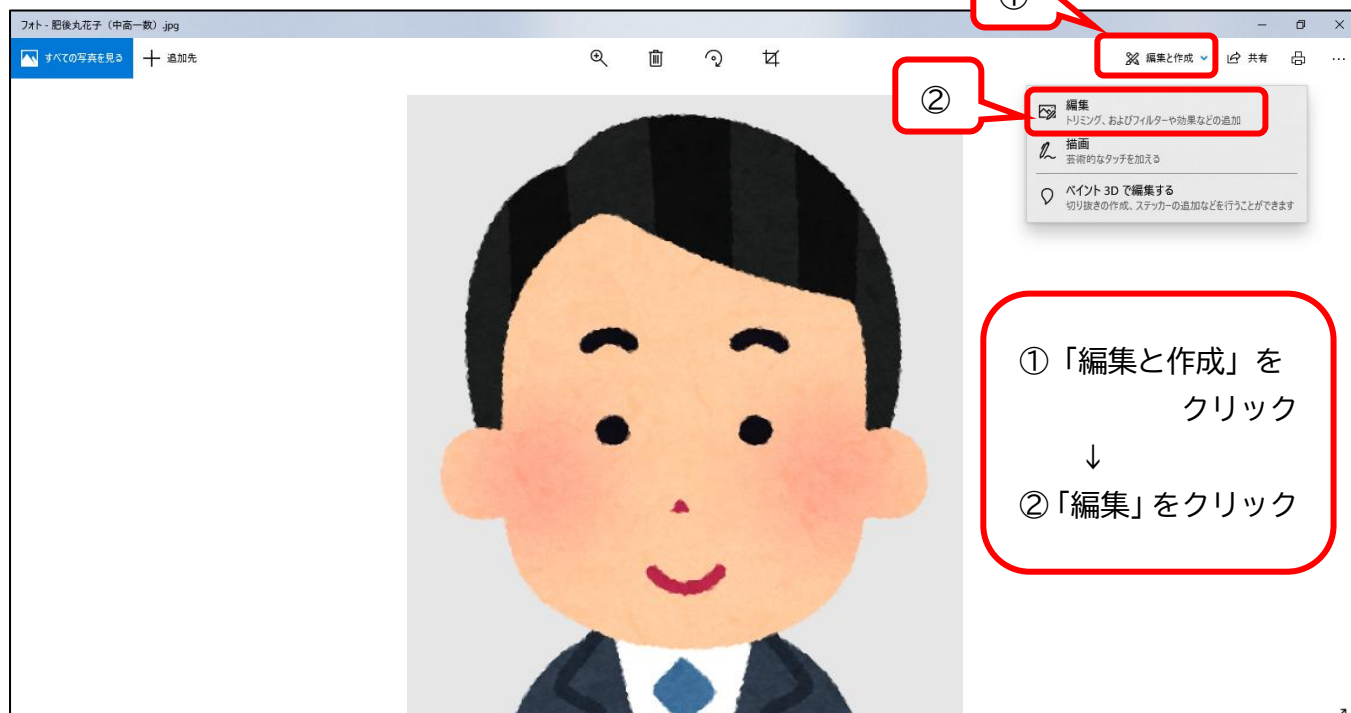 ①
フォト - 肥後丸花子（中高一数）.jpg
すべての写真を見る 追加先
編集と作成 共有 …
②
編集
トリミング、およびフィルターや効果などの追加
描画
芸術的なタッチを加える
ペイント 3D で編集する
切り抜きの作成、ステッカーの追加などを行うことができます
①「編集と作成」を
クリック
↓
②「編集」をクリック